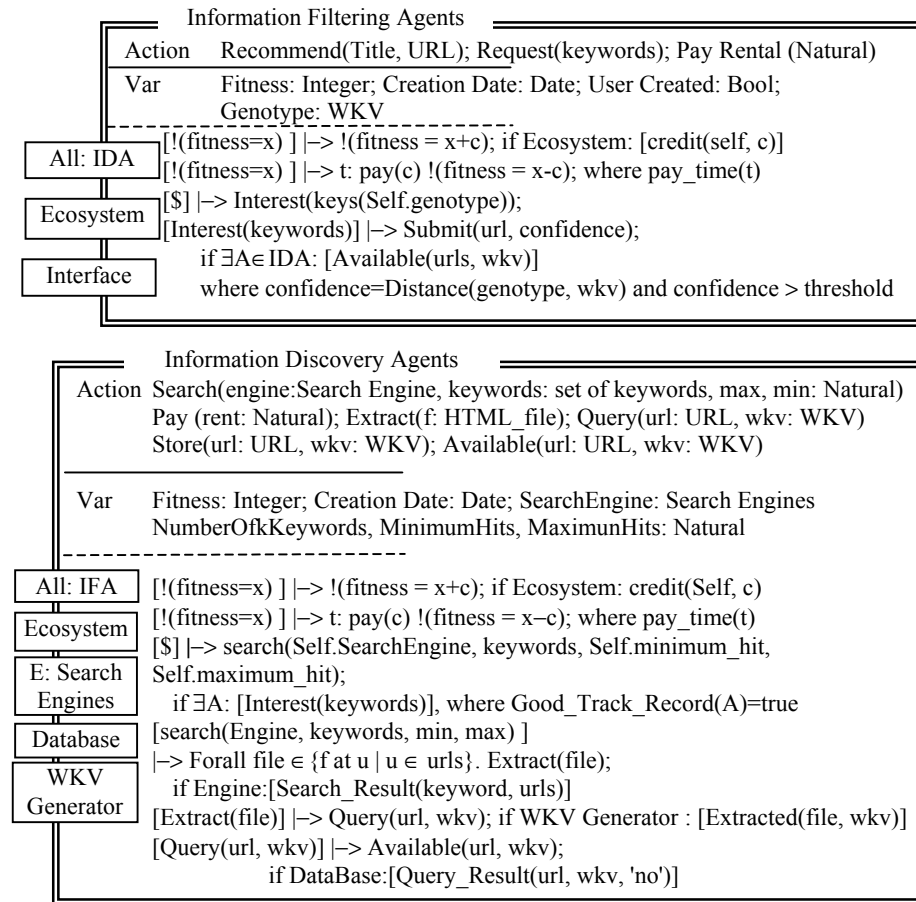 Information Filtering Agents
Action Recommend(Title, URL); Request(keywords); Pay Rental (Natural)
Var Fitness: Integer; Creation Date: Date; User Created: Bool;
Genotype: WKV
All: IDA
Ecosystem
Interface
[!(fitness=x) ] |–> !(fitness = x+c); if Ecosystem: [credit(self, c)]
[!(fitness=x) ] |–> t: pay(c) !(fitness = x-c); where pay_time(t)
[$] |–> Interest(keys(Self.genotype));
[Interest(keywords)] |–> Submit(url, confidence);
if ∃A∈IDA: [Available(urls, wkv)]
where confidence=Distance(genotype, wkv) and confidence > threshold
Information Discovery Agents
Action Search(engine:Search Engine, keywords: set of keywords, max, min: Natural)
Pay (rent: Natural); Extract(f: HTML_file); Query(url: URL, wkv: WKV)
Store(url: URL, wkv: WKV); Available(url: URL, wkv: WKV)
Var Fitness: Integer; Creation Date: Date; SearchEngine: Search Engines
NumberOfkKeywords, MinimumHits, MaximunHits: Natural
All: IFA
Ecosystem
E: Search
Engines
Database
WKV
Generator
[!(fitness=x) ] |–> !(fitness = x+c); if Ecosystem: credit(Self, c)
[!(fitness=x) ] |–> t: pay(c) !(fitness = x−c); where pay_time(t)
[$] |–> search(Self.SearchEngine, keywords, Self.minimum_hit,
Self.maximum_hit);
if ∃A: [Interest(keywords)], where Good_Track_Record(A)=true
[search(Engine, keywords, min, max) ]
|–> Forall file ∈ {f at u | u ∈ urls}. Extract(file);
if Engine:[Search_Result(keyword, urls)]
[Extract(file)] |–> Query(url, wkv); if WKV Generator : [Extracted(file, wkv)]
[Query(url, wkv)] |–> Available(url, wkv);
if DataBase:[Query_Result(url, wkv, 'no')]